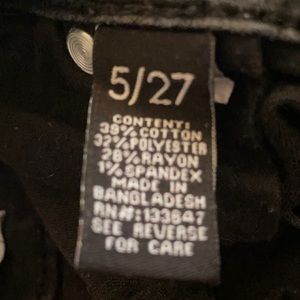 5/27
CONTENT:
39% COTTON
32% POLYESTER
28% RAYON
1% SPANDEX
MADE IN
BANGLADESH
RN#:133647
SEE REVERSE
FOR CARE